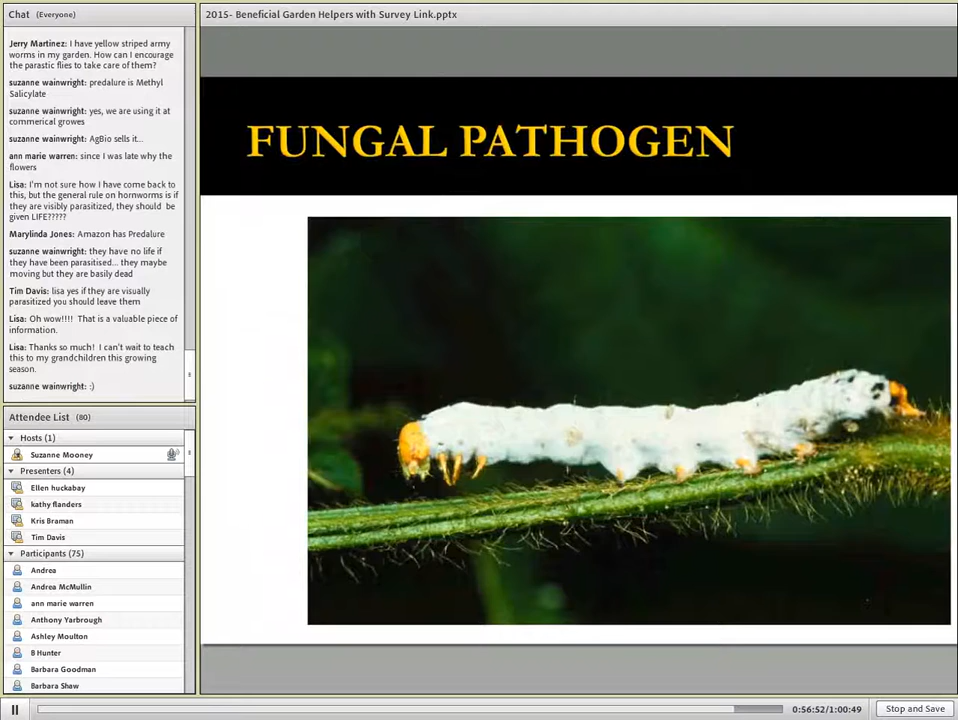 Chat (Everyone)
2015- Beneficial Garden Helpers with Survey Link.pptx
Jerry Martinez: I have yellow striped army
worms in my garden. How can I encourage
the parastic flies to take care of them?
suzanne wainwright: predalure is Methyl
Salicylate
suzanne wainwright: yes, we are using it at
commerical growes
suzanne wainwright: AgBio sells it...
ann marie warren: since I was late why the
flowers
Lisa: I'm not sure how I have come back to
this, but the general rule on hornworms is if
they are visibly parasitized, they should be
given LIFE?????
Marylinda Jones: Amazon has Predalure
suzanne wainwright: they have no life if
they have been parasitised... they maybe
moving but they are basily dead
Tim Davis: lisa yes if they are visually
parasitized you should leave them
Lisa: Oh wow!!!! That is a valuable piece of
information.
Lisa: Thanks so much! I can't wait to teach
this to my grandchildren this growing
season.
suzanne wainwright: :)
Attendee List (80)
Hosts (1)
Suzanne Mooney
Presenters (4)
Ellen huckabay
kathy flanders
Kris Braman
Tim Davis
Participants (75)
Andrea
Andrea McMullin
ann marie warren
Anthony Yarbrough
Ashley Moulton
B Hunter
Barbara Goodman
Barbara Shaw
FUNGAL PATHOGEN
0:56:52/1:00:49
Stop and Save